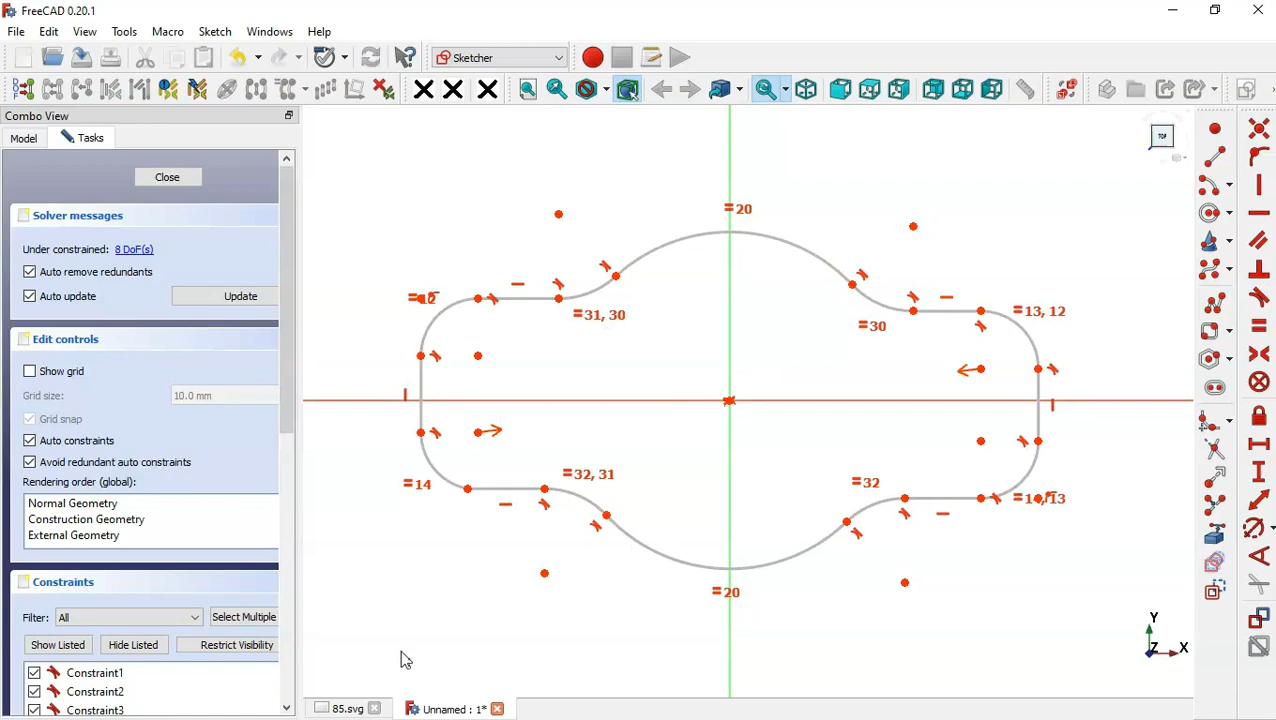 FreeCAD 0.20.1
File Edit View Tools Macro Sketch Windows Help
Sketcher
Combo View
Model Tasks
Close
Solver messages
Under constrained: 8 DoF(s)
Auto remove redundants
Auto update Update
Edit controls
Show grid
Grid size: 10.0 mm
Grid snap
Auto constraints
Avoid redundant auto constraints
Rendering order (global):
Normal Geometry
Construction Geometry
External Geometry
Constraints
Filter: All Select Multiple
Show Listed Hide Listed Restrict Visibility
Constraint1
Constraint2
Constraint3
TOP
=20
=12
=31, 30
=30
=13, 12
=14
=32, 31
=32
=14, 13
=20
Y
Z X
85.svg Unnamed : 1*